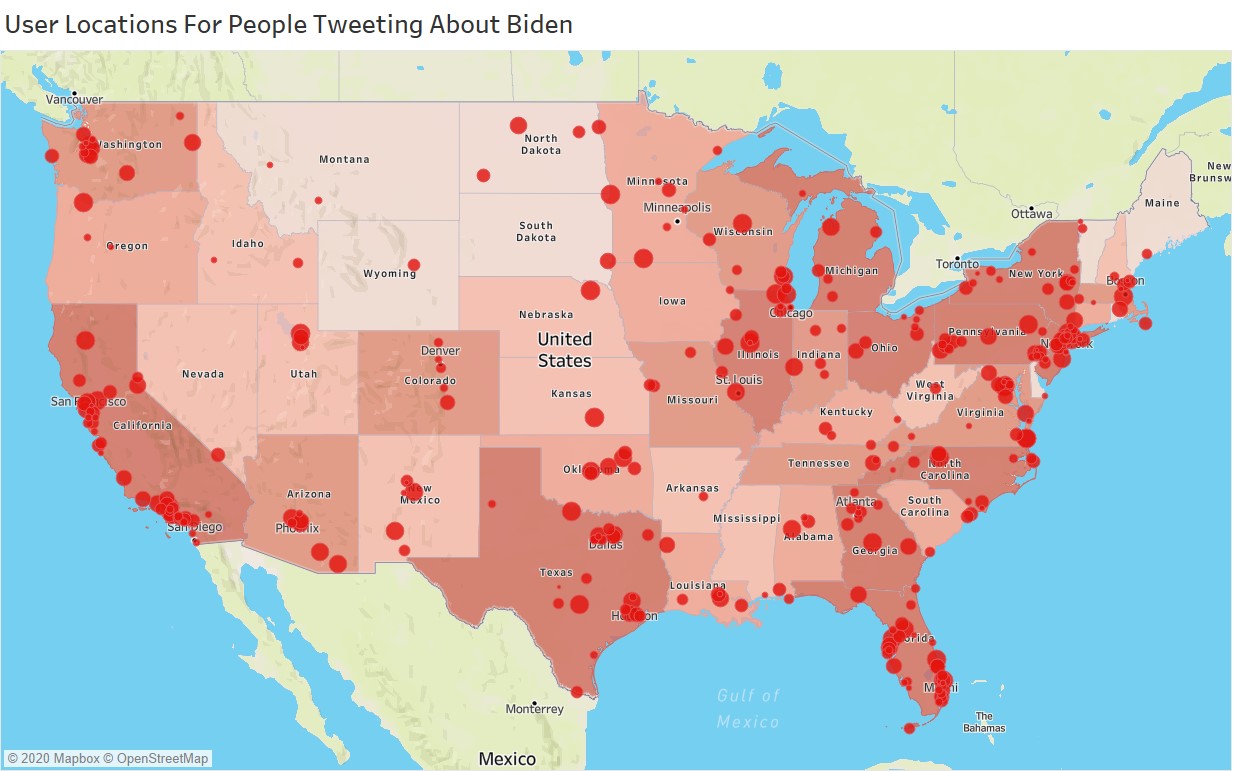 User Locations For People Tweeting About Biden
Vancouver
Washington
Montana
North
Dakota
Minnesota
Minneapolis
Ottawa
Maine
New
Brunsw
Oregon
Idaho
Wyoming
South
Dakota
Wisconsin
Michigan
Toronto
New York
Boston
Nebraska
Iowa
Chicago
United
States
Nevada
Utah
Denver
Colorado
Kansas
Missouri
St. Louis
Illinois
Indiana
Ohio
Pennsylvania
West
Virginia
Virginia
Kentucky
San Francisco
California
Arizona
New
Mexico
Oklahoma
Arkansas
Tennessee
North
Carolina
South
Carolina
Atlanta
Georgia
Mississippi
Alabama
San Diego
Phoenix
Dallas
Texas
Louisiana
Houston
Florida
Miami
Gulf of
Mexico
The
Bahamas
Monterrey
Mexico
© 2020 Mapbox © OpenStreetMap